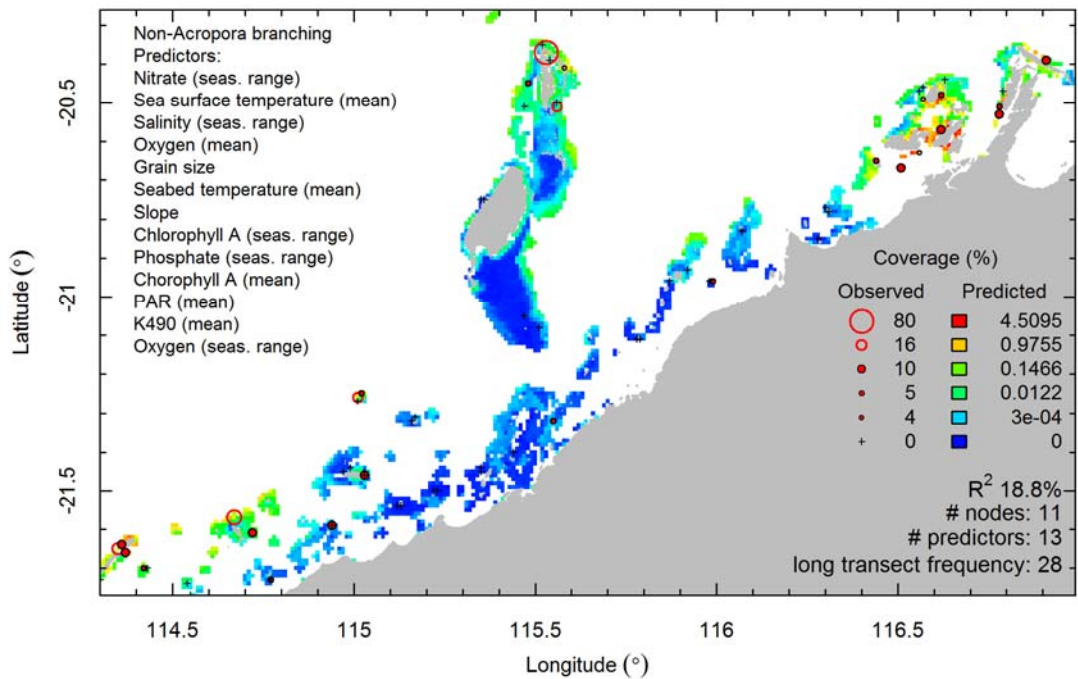 Non-Acropora branching
Predictors:
Nitrate (seas. range)
Sea surface temperature (mean)
Salinity (seas. range)
Oxygen (mean)
Grain size
Seabed temperature (mean)
Slope
Chlorophyll A (seas. range)
Phosphate (seas. range)
Chorophyll A (mean)
PAR (mean)
K490 (mean)
Oxygen (seas. range)
-20.5
-21
-21.5
Latitude (°)
Coverage (%)
Observed Predicted
80 4.5095
16 0.9755
10 0.1466
5 0.0122
4 3e-04
0 0
R² 18.8%
# nodes: 11
# predictors: 13
long transect frequency: 28
114.5 115 115.5 116 116.5
Longitude (°)